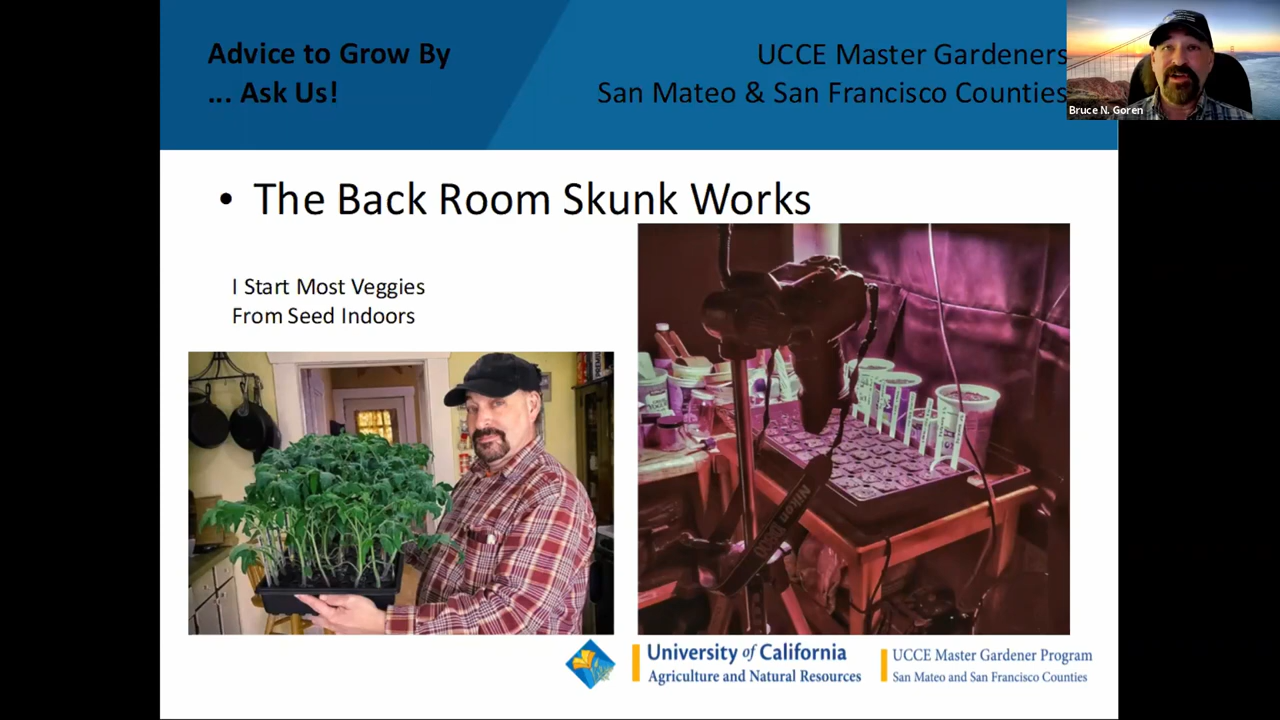 Advice to Grow By
... Ask Us!
UCCE Master Gardeners
San Mateo & San Francisco Counties
Bruce N. Goren
• The Back Room Skunk Works
I Start Most Veggies
From Seed Indoors
Nikon
University of California
Agriculture and Natural Resources
UCCE Master Gardener Program
San Mateo and San Francisco Counties